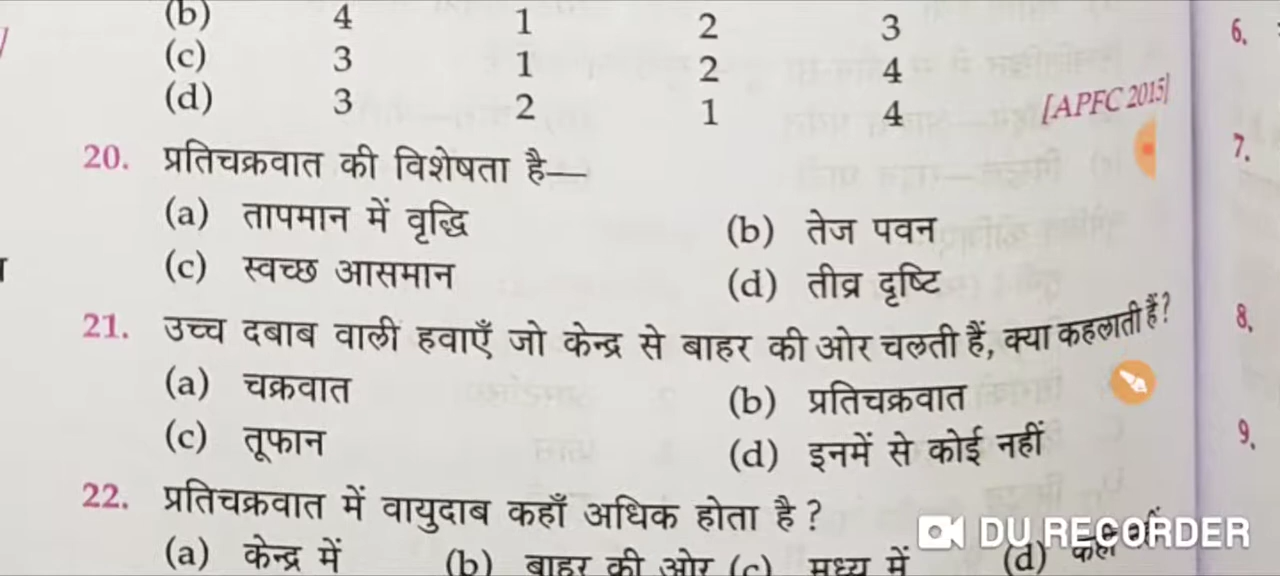 (b) 4 1 2 3
6.
(c) 3 1 2 4
(d) 3 2 1 4
[APFC 2015]
7.
20. प्रतिचक्रवात की विशेषता है—
(a) तापमान में वृद्धि (b) तेज पवन
(c) स्वच्छ आसमान (d) तीव्र दृष्टि
21. उच्च दबाब वाली हवाएँ जो केन्द्र से बाहर की ओर चलती हैं, क्या कहलाती हैं?
8.
(a) चक्रवात (b) प्रतिचक्रवात
(c) तूफान (d) इनमें से कोई नहीं
9.
22. प्रतिचक्रवात में वायुदाब कहाँ अधिक होता है ?
DU RECORDER
(a) केन्द्र में (b) बाहर की ओर (c) मध्य में (d) कहीं नहीं